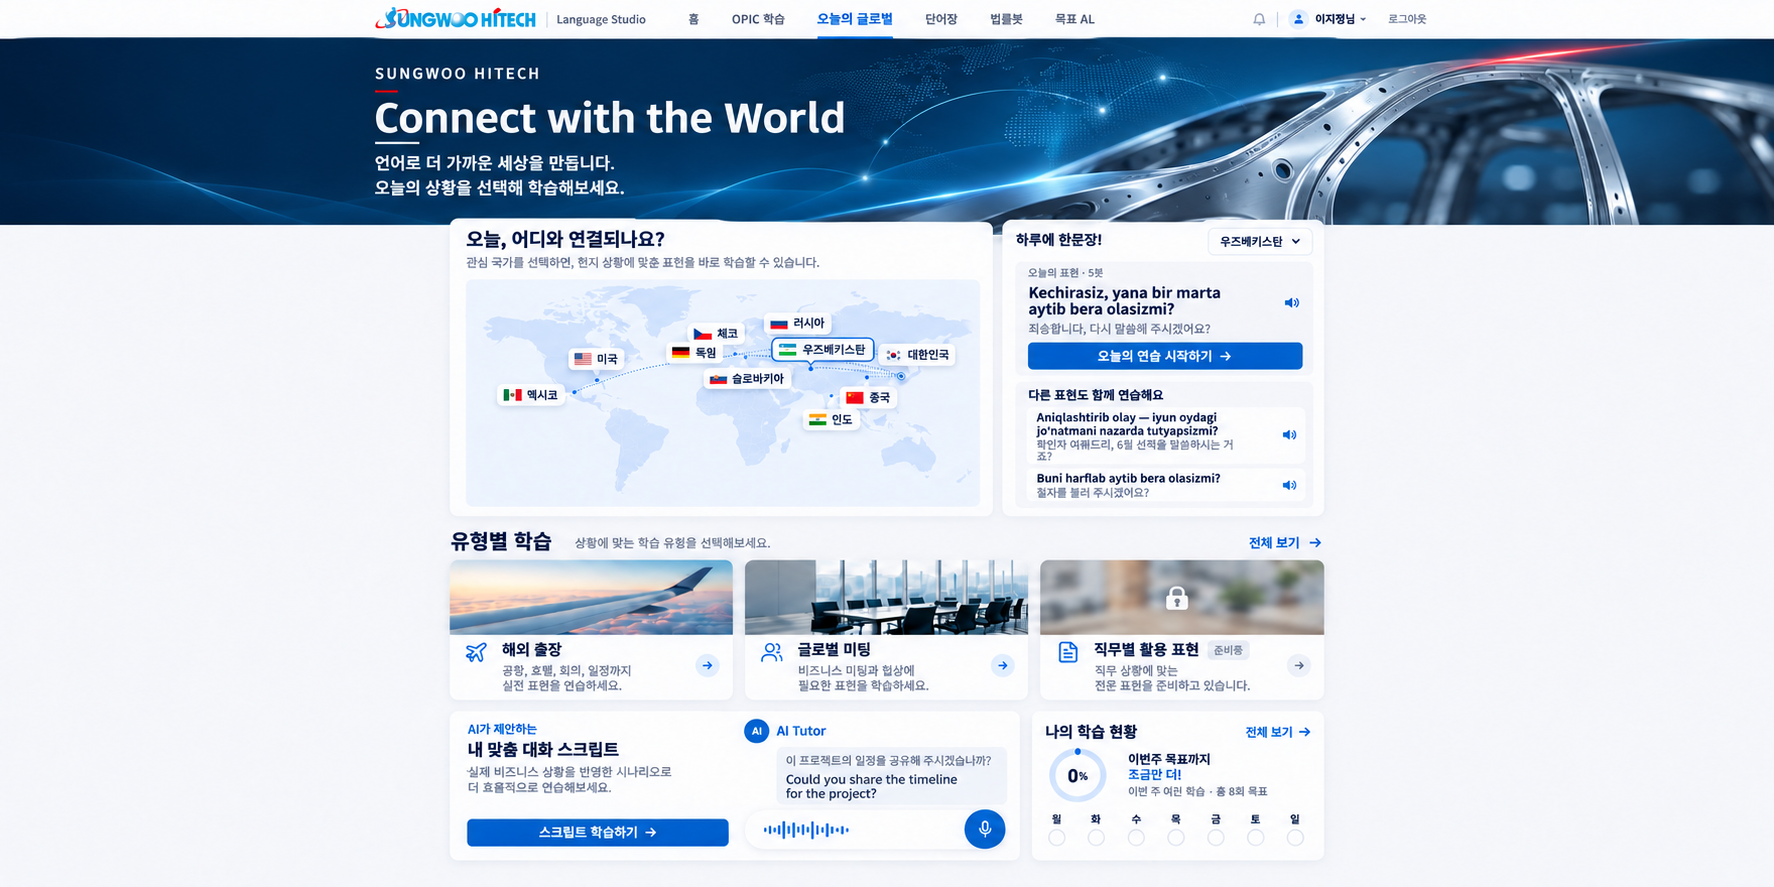 SUNGWOO HITECH
Language Studio
홈
OPIC 학습
오늘의 글로벌
단어장
법률봇
목표 AL
이지정님
로그아웃
SUNGWOO HITECH
Connect with the World
언어로 더 가까운 세상을 만듭니다.
오늘의 상황을 선택해 학습해보세요.
오늘, 어디와 연결되나요?
관심 국가를 선택하면, 현지 상황에 맞춘 표현을 바로 학습할 수 있습니다.
체코
러시아
독일
우즈베키스탄
대한민국
미국
슬로바키아
멕시코
중국
인도
하루에 한문장!
우즈베키스탄
오늘의 표현 · 5
Kechirasiz, yana bir marta
aytib bera olasizmi?
죄송합니다, 다시 말씀해 주시겠어요?
오늘의 연습 시작하기 →
다른 표현도 함께 연습해요
Aniqlashtirib olay — iyun oydagi
jo'natmani nazarda tutyapsizmi?
6월 선적을 말씀하시는 거
죠?
Buni harflab aytib bera olasizmi?
철자를 불러 주시겠어요?
유형별 학습
상황에 맞는 학습 유형을 선택해보세요.
전체 보기 →
해외 출장
공항, 호텔, 회의, 일정까지
실전 표현을 연습하세요.
글로벌 미팅
비즈니스 미팅과 협상에
필요한 표현을 학습하세요.
직무별 활용 표현
준비중
직무 상황에 맞는
전문 표현을 준비하고 있습니다.
AI가 제안하는
내 맞춤 대화 스크립트
실제 비즈니스 상황을 반영한 시나리오로
더 효율적으로 연습해보세요.
스크립트 학습하기 →
AI
AI Tutor
이 프로젝트의 일정을 공유해 주시겠습니까?
Could you share the timeline
for the project?
나의 학습 현황
전체 보기 →
0%
이번주 목표까지
조금만 더!
이번 주 학습 · 총 8회 목표
월 화 수 목 금 토 일